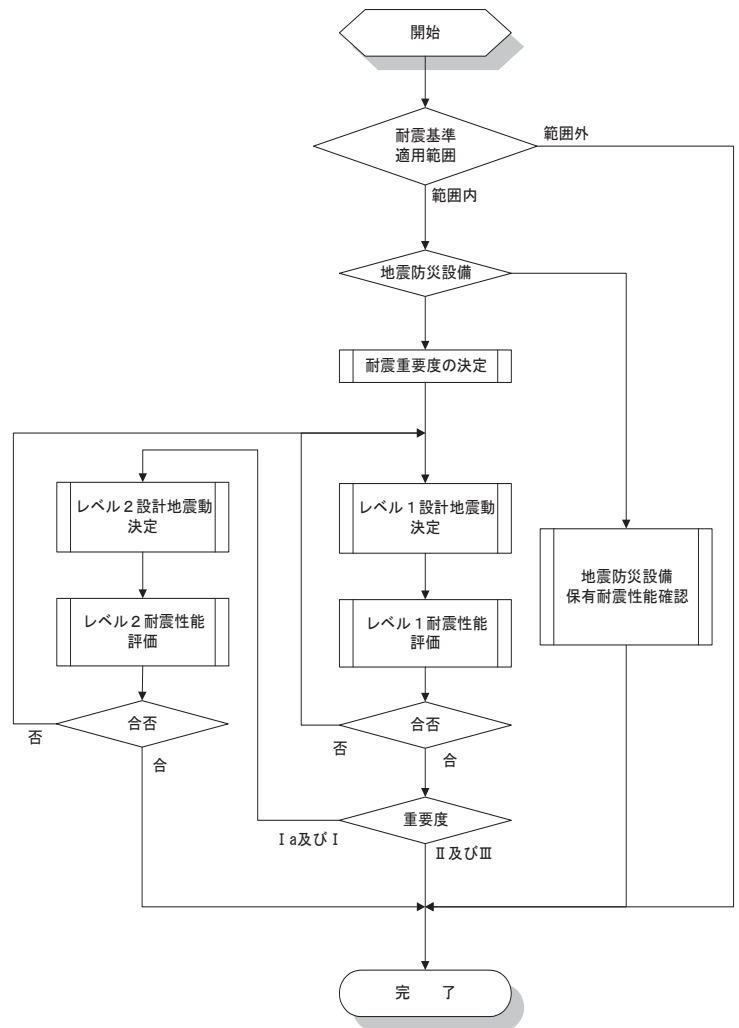 開始
耐震基準
適用範囲
範囲外
範囲内
地震防災設備
耐震重要度の決定
レベル２設計地震動
決定
レベル１設計地震動
決定
地震防災設備
保有耐震性能確認
レベル２耐震性能
評価
レベル１耐震性能
評価
合否
否
合
合否
否
合
重要度
Ⅰa及びⅠ
Ⅱ及びⅢ
完　　了